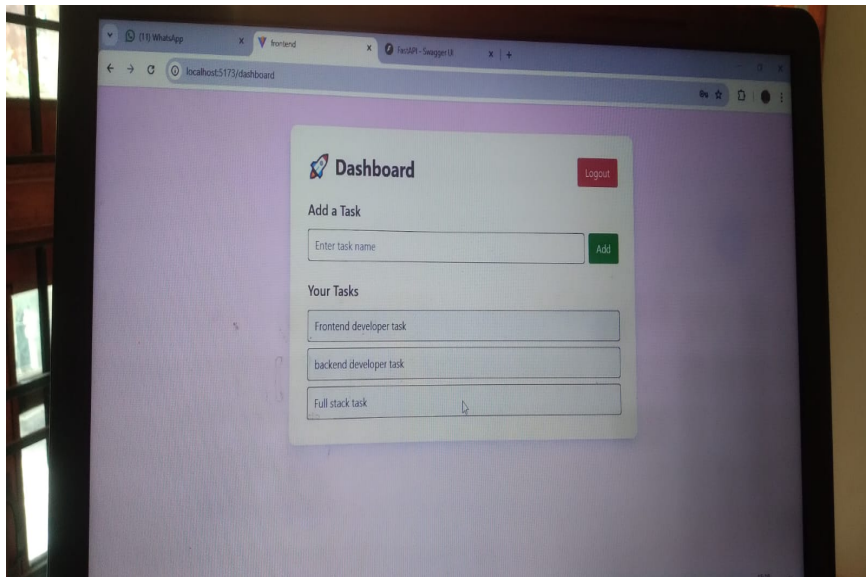 (11) WhatsApp
frontend
FastAPI - Swagger UI
localhost:5173/dashboard
Dashboard
Logout
Add a Task
Enter task name
Add
Your Tasks
Frontend developer task
backend developer task
Full stack task